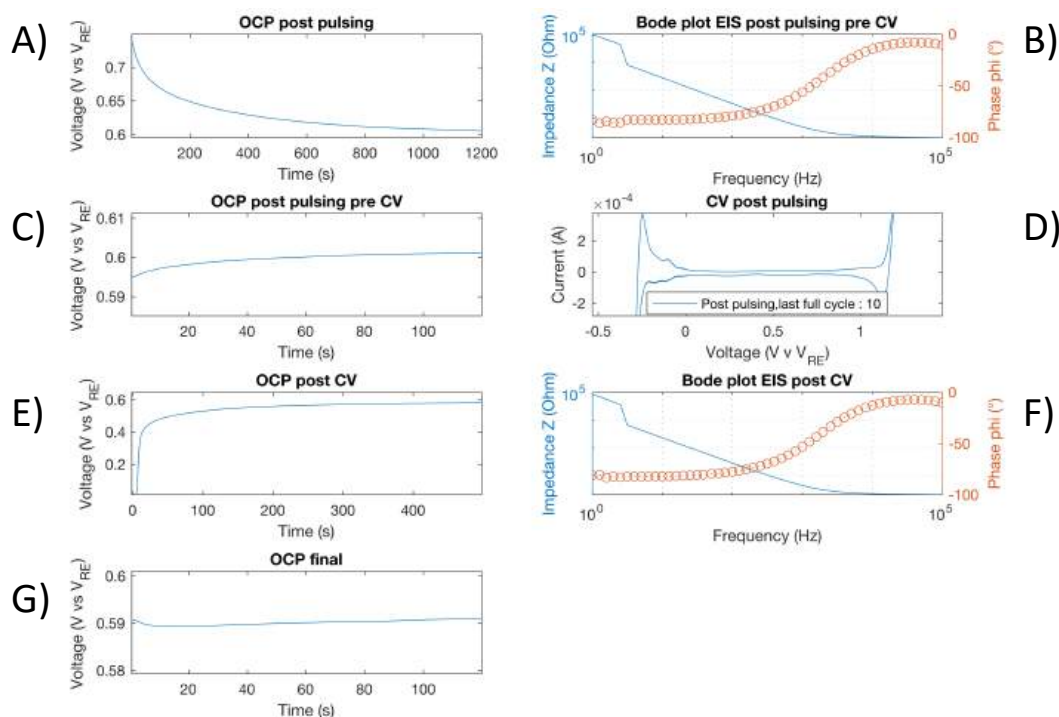 A)
OCP post pulsing
Voltage (V vs V_RE)
0.7
0.65
0.6
200 400 600 800 1000 1200
Time (s)
B)
Bode plot EIS post pulsing pre CV
Impedance Z (Ohm)
10^5
0
-50
-100
Phase phi (°)
10^0 10^5
Frequency (Hz)
C)
OCP post pulsing pre CV
Voltage (V vs V_RE)
0.61
0.6
0.59
20 40 60 80 100
Time (s)
D)
CV post pulsing
×10^-4
Current (A)
2
0
-2
Post pulsing,last full cycle : 10
-0.5 0 0.5 1
Voltage (V v V_RE)
E)
OCP post CV
Voltage (V vs V_RE)
0.6
0.4
0.2
0 100 200 300 400
Time (s)
F)
Bode plot EIS post CV
Impedance Z (Ohm)
10^5
0
-50
-100
Phase phi (°)
10^0 10^5
Frequency (Hz)
G)
OCP final
Voltage (V vs V_RE)
0.6
0.59
0.58
20 40 60 80 100
Time (s)